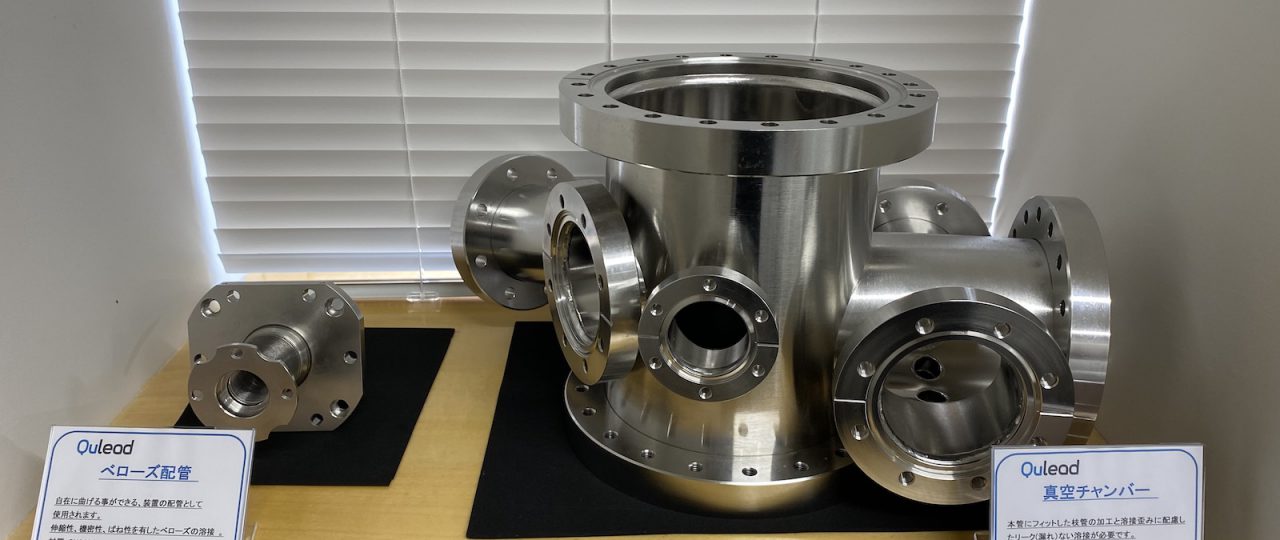 Qulead
ベローズ配管
自在に曲げる事ができる、装置の配管として
使用されます。
伸縮性、機密性、ばね性を有したベローズの溶接 。
Qulead
真空チャンバー
本管にフィットした枝管の加工と溶接歪みに配慮し
たリーク(漏れ)ない溶接が必要です。